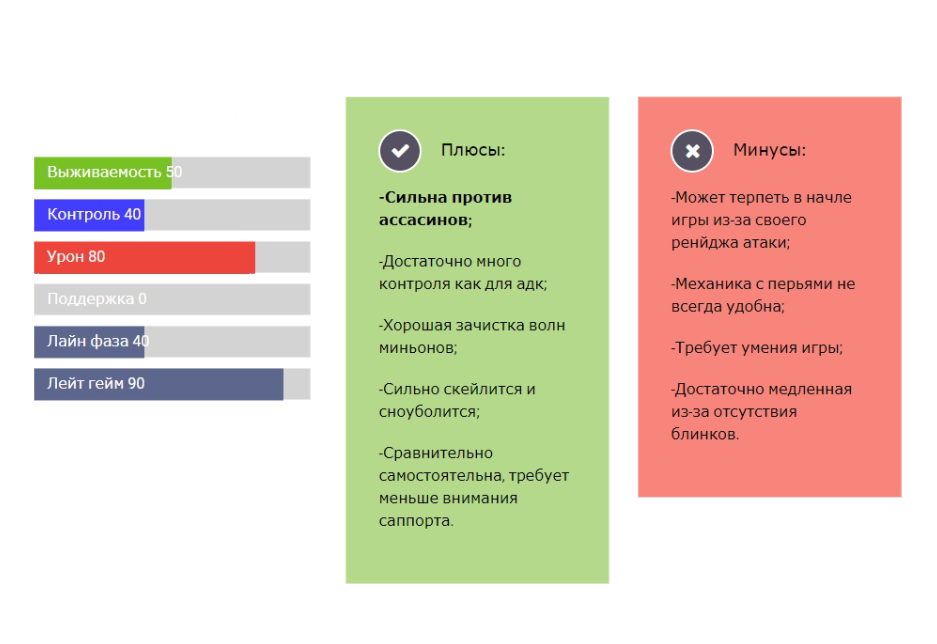 Выживаемость 50
Контроль 40
Урон 80
Поддержка 0
Лайн фаза 40
Лейт гейм 90
Плюсы:
-Сильна против
ассасинов;
-Достаточно много
контроля как для адк;
-Хорошая зачистка волн
миньонов;
-Сильно скейлится и
сноуболится;
-Сравнительно
самостоятельна, требует
меньше внимания
саппорта.
Минусы:
-Может терпеть в начле
игры из-за своего
ренйджа атаки;
-Механика с перьями не
всегда удобна;
-Требует умения игры;
-Достаточно медленная
из-за отсутствия
блинков.